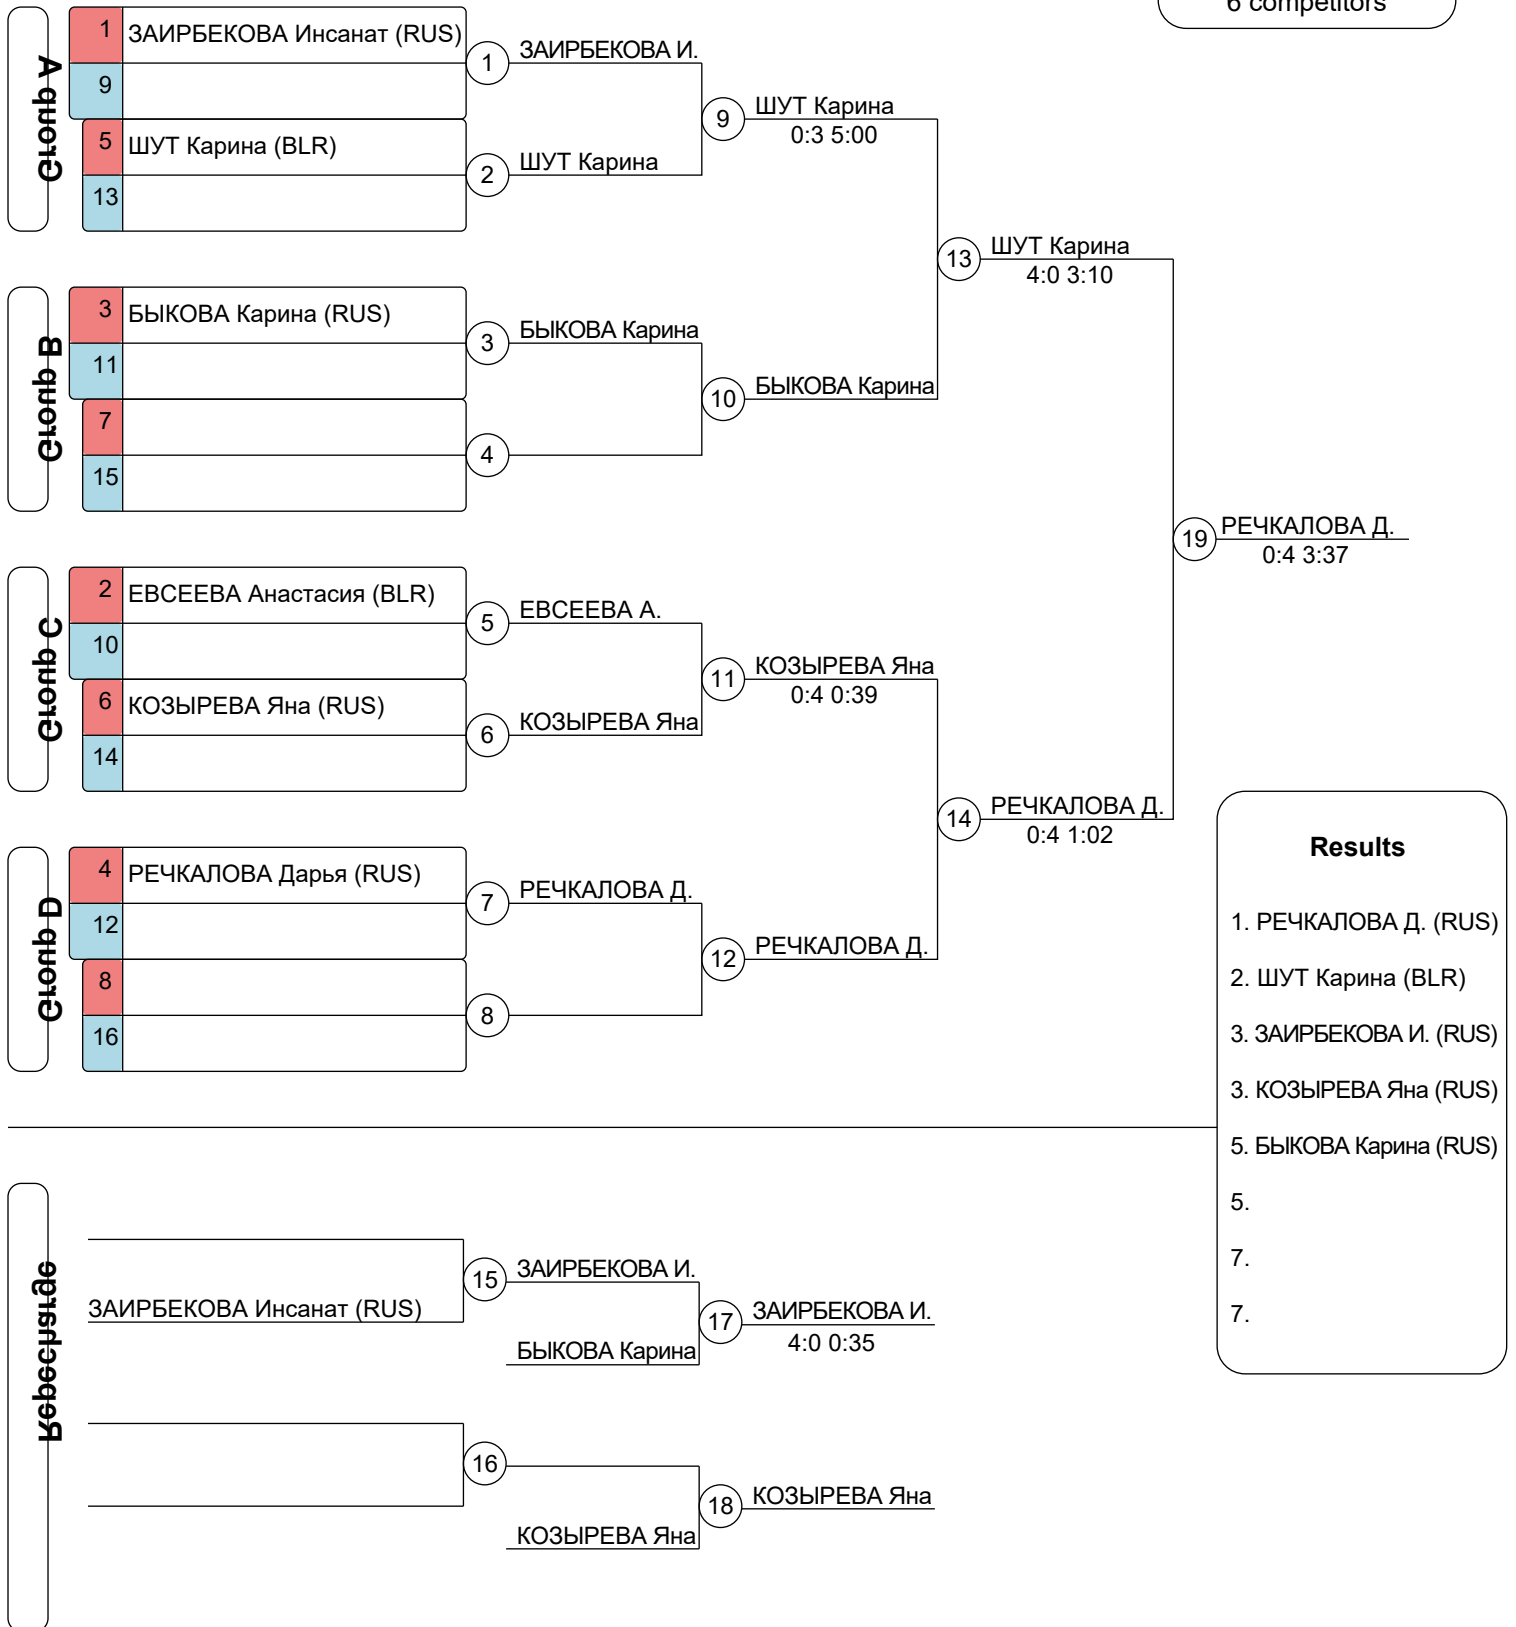 6 competitors
Group A
1 ЗАИРБЕКОВА Инсанат (RUS)
9
5 ШУТ Карина (BLR)
13
1 ЗАИРБЕКОВА И.
2 ШУТ Карина
9 ШУТ Карина
0:3 5:00
Group B
3 БЫКОВА Карина (RUS)
11
7
15
3 БЫКОВА Карина
4
10 БЫКОВА Карина
13 ШУТ Карина
4:0 3:10
Group C
2 ЕВСЕЕВА Анастасия (BLR)
10
6 КОЗЫРЕВА Яна (RUS)
14
5 ЕВСЕЕВА А.
6 КОЗЫРЕВА Яна
11 КОЗЫРЕВА Яна
0:4 0:39
Group D
4 РЕЧКАЛОВА Дарья (RUS)
12
8
16
7 РЕЧКАЛОВА Д.
8
12 РЕЧКАЛОВА Д.
14 РЕЧКАЛОВА Д.
0:4 1:02
19 РЕЧКАЛОВА Д.
0:4 3:37
Repechage
ЗАИРБЕКОВА Инсанат (RUS)
15 ЗАИРБЕКОВА И.
БЫКОВА Карина
17 ЗАИРБЕКОВА И.
4:0 0:35
16
КОЗЫРЕВА Яна
18 КОЗЫРЕВА Яна
Results
1. РЕЧКАЛОВА Д. (RUS)
2. ШУТ Карина (BLR)
3. ЗАИРБЕКОВА И. (RUS)
3. КОЗЫРЕВА Яна (RUS)
5. БЫКОВА Карина (RUS)
5.
7.
7.